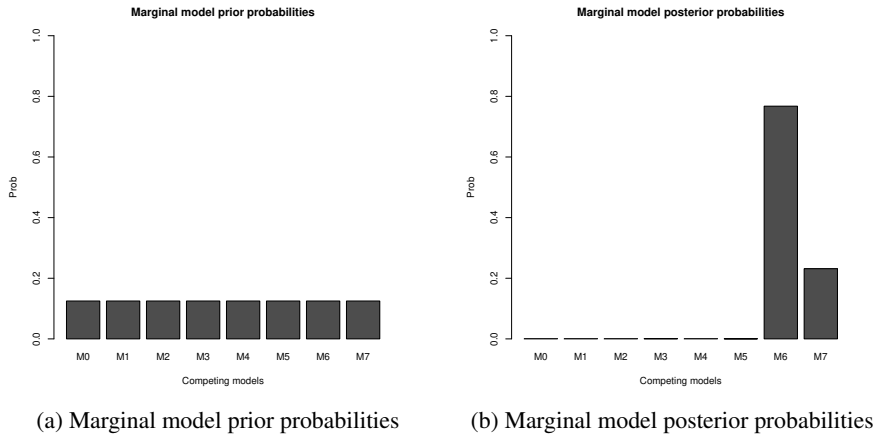 Marginal model prior probabilities
1.0
0.8
0.6
0.4
0.2
0.0
Prob
M0 M1 M2 M3 M4 M5 M6 M7
Competing models
(a) Marginal model prior probabilities
Marginal model posterior probabilities
1.0
0.8
0.6
0.4
0.2
0.0
Prob
M0 M1 M2 M3 M4 M5 M6 M7
Competing models
(b) Marginal model posterior probabilities